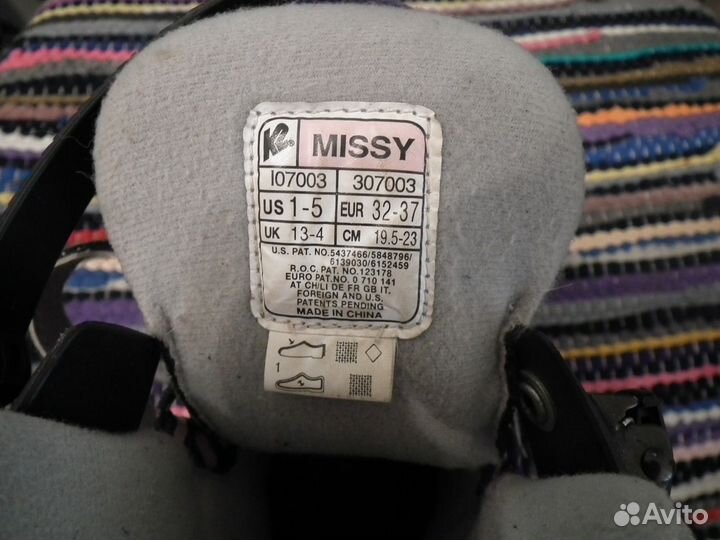 K2® MISSY
I07003 307003
US 1-5 EUR 32-37
UK 13-4 CM 19.5-23
U.S. PAT. NO.5437466/5848796/
6139030/6152459
R.O.C. PAT. NO.123178
EURO PAT.NO. 0 710 141
AT CH/LI DE FR GB IT.
FOREIGN AND U.S.
PATENTS PENDING
MADE IN CHINA
1
Avito